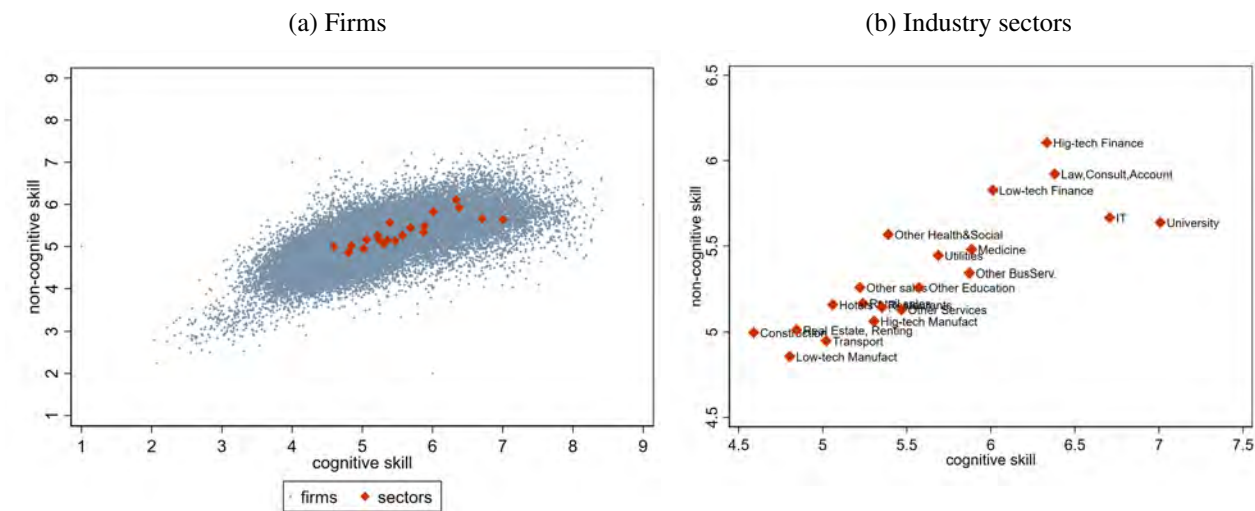 (a) Firms
non-cognitive skill
9
8
7
6
5
4
3
2
1
1 2 3 4 5 6 7 8 9
cognitive skill
firms sectors
(b) Industry sectors
non-cognitive skill
6.5
6
5.5
5
4.5
Hig-tech Finance
Law,Consult,Account
Low-tech Finance
IT
University
Other Health&Social
Medicine
Utilities
Other BusServ.
Other sales
Other Education
Hotels
Other Services
Hig-tech Manufact
Construction
Real Estate, Renting
Transport
Low-tech Manufact
4.5 5 5.5 6 6.5 7 7.5
cognitive skill